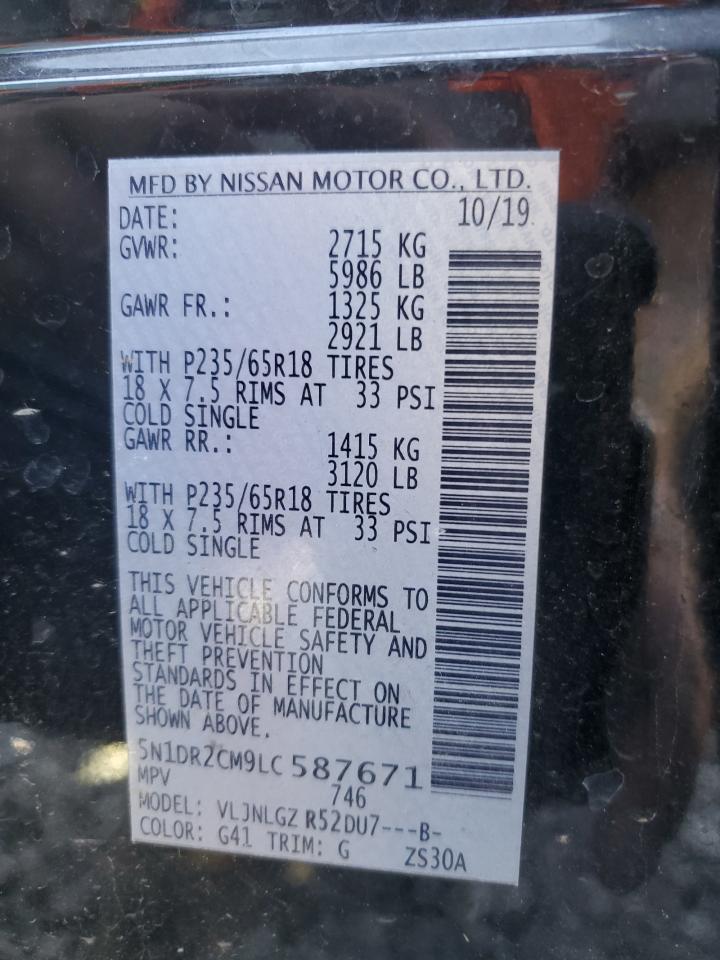 MFD BY NISSAN MOTOR CO., LTD.
DATE: 10/19
GVWR: 2715 KG
5986 LB
GAWR FR.: 1325 KG
2921 LB
WITH P235/65R18 TIRES
18 X 7.5 RIMS AT 33 PSI
COLD SINGLE
GAWR RR.: 1415 KG
3120 LB
WITH P235/65R18 TIRES
18 X 7.5 RIMS AT 33 PSI
COLD SINGLE
THIS VEHICLE CONFORMS TO
ALL APPLICABLE FEDERAL
MOTOR VEHICLE SAFETY AND
THEFT PREVENTION
STANDARDS IN EFFECT ON
THE DATE OF MANUFACTURE
SHOWN ABOVE.
5N1DR2CM9LC 587671
MPV 746
MODEL: VLJNLGZ R52DU7---B-
COLOR: G41 TRIM: G ZS30A